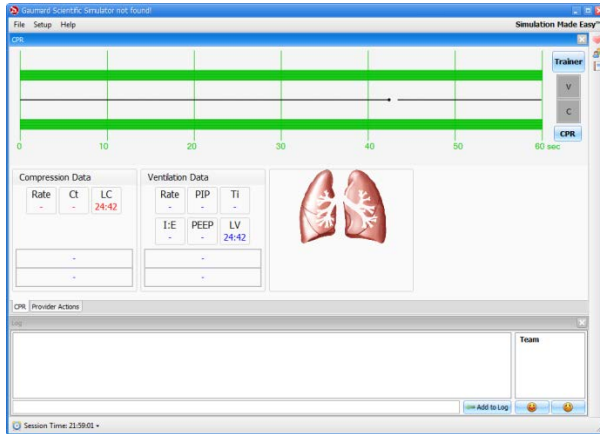 Gaumard Scientific Simulator not found!
File Setup Help Simulation Made Easy™
CPR
Trainer
V
C
CPR
0 10 20 30 40 50 60 sec
Compression Data Ventilation Data
Rate Ct LC Rate PIP Ti
- - 24:42 - - -
I:E PEEP LV
- - 24:42
- -
- -
CPR Provider Actions
Log
Team
Add to Log
Session Time: 21:59:01